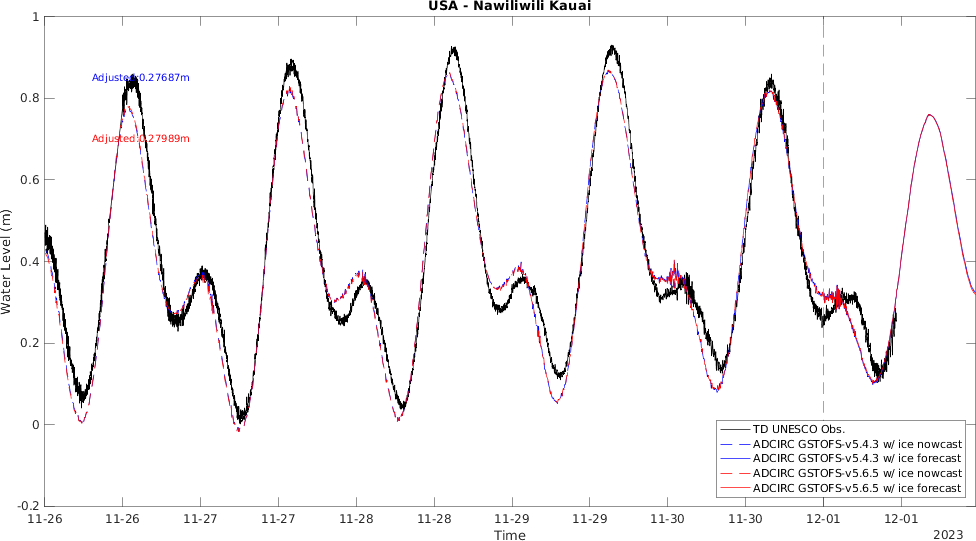 USA - Nawiliwili Kauai
1
0.8
0.6
0.4
0.2
0
-0.2
Water Level (m)
Adjusted:0.27687m
Adjusted:0.27989m
TD UNESCO Obs.
ADCIRC GSTOFS-v5.4.3 w/ ice nowcast
ADCIRC GSTOFS-v5.4.3 w/ ice forecast
ADCIRC GSTOFS-v5.6.5 w/ ice nowcast
ADCIRC GSTOFS-v5.6.5 w/ ice forecast
11-26 11-26 11-27 11-27 11-28 11-28 11-29 11-29 11-30 11-30 12-01 12-01
Time
2023